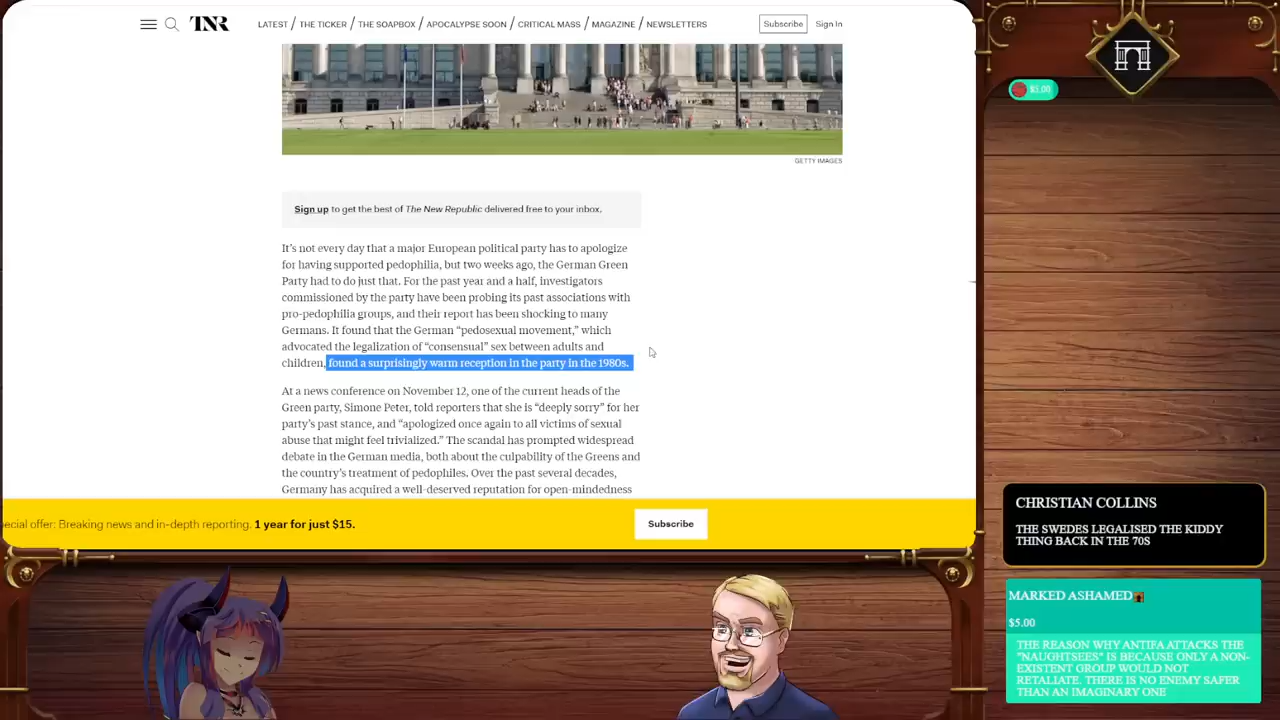 TNR
LATEST / THE TICKER / THE SOAPBOX / APOCALYPSE SOON / CRITICAL MASS / MAGAZINE / NEWSLETTERS
Subscribe
Sign In
$5.00
GETTY IMAGES
Sign up to get the best of The New Republic delivered free to your inbox.
It's not every day that a major European political party has to apologize
for having supported pedophilia, but two weeks ago, the German Green
Party had to do just that. For the past year and a half, investigators
commissioned by the party have been probing its past associations with
pro-pedophilia groups, and their report has been shocking to many
Germans. It found that the German “pedosexual movement,” which
advocated the legalization of “consensual” sex between adults and
children, found a surprisingly warm reception in the party in the 1980s.
At a news conference on November 12, one of the current heads of the
Green party, Simone Peter, told reporters that she is “deeply sorry” for her
party's past stance, and “apologized once again to all victims of sexual
abuse that might feel trivialized.” The scandal has prompted widespread
debate in the German media, both about the culpability of the Greens and
the country's treatment of pedophiles. Over the past several decades,
Germany has acquired a well-deserved reputation for open-mindedness
ecial offer: Breaking news and in-depth reporting. 1 year for just $15.
Subscribe
CHRISTIAN COLLINS
THE SWEDES LEGALISED THE KIDDY
THING BACK IN THE 70S
MARKED ASHAMED
$5.00
THE REASON WHY ANTIFA ATTACKS THE
"NAUGHTSEES" IS BECAUSE ONLY A NON-
EXISTENT GROUP WOULD NOT
RETALIATE. THERE IS NO ENEMY SAFER
THAN AN IMAGINARY ONE